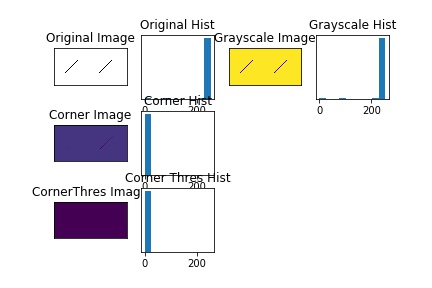 Original Image
Original Hist
Grayscale Image
Grayscale Hist
0
200
0
200
Corner Image
Corner Hist
0
200
CornerThres Imag
Corner Thres Hist
0
200